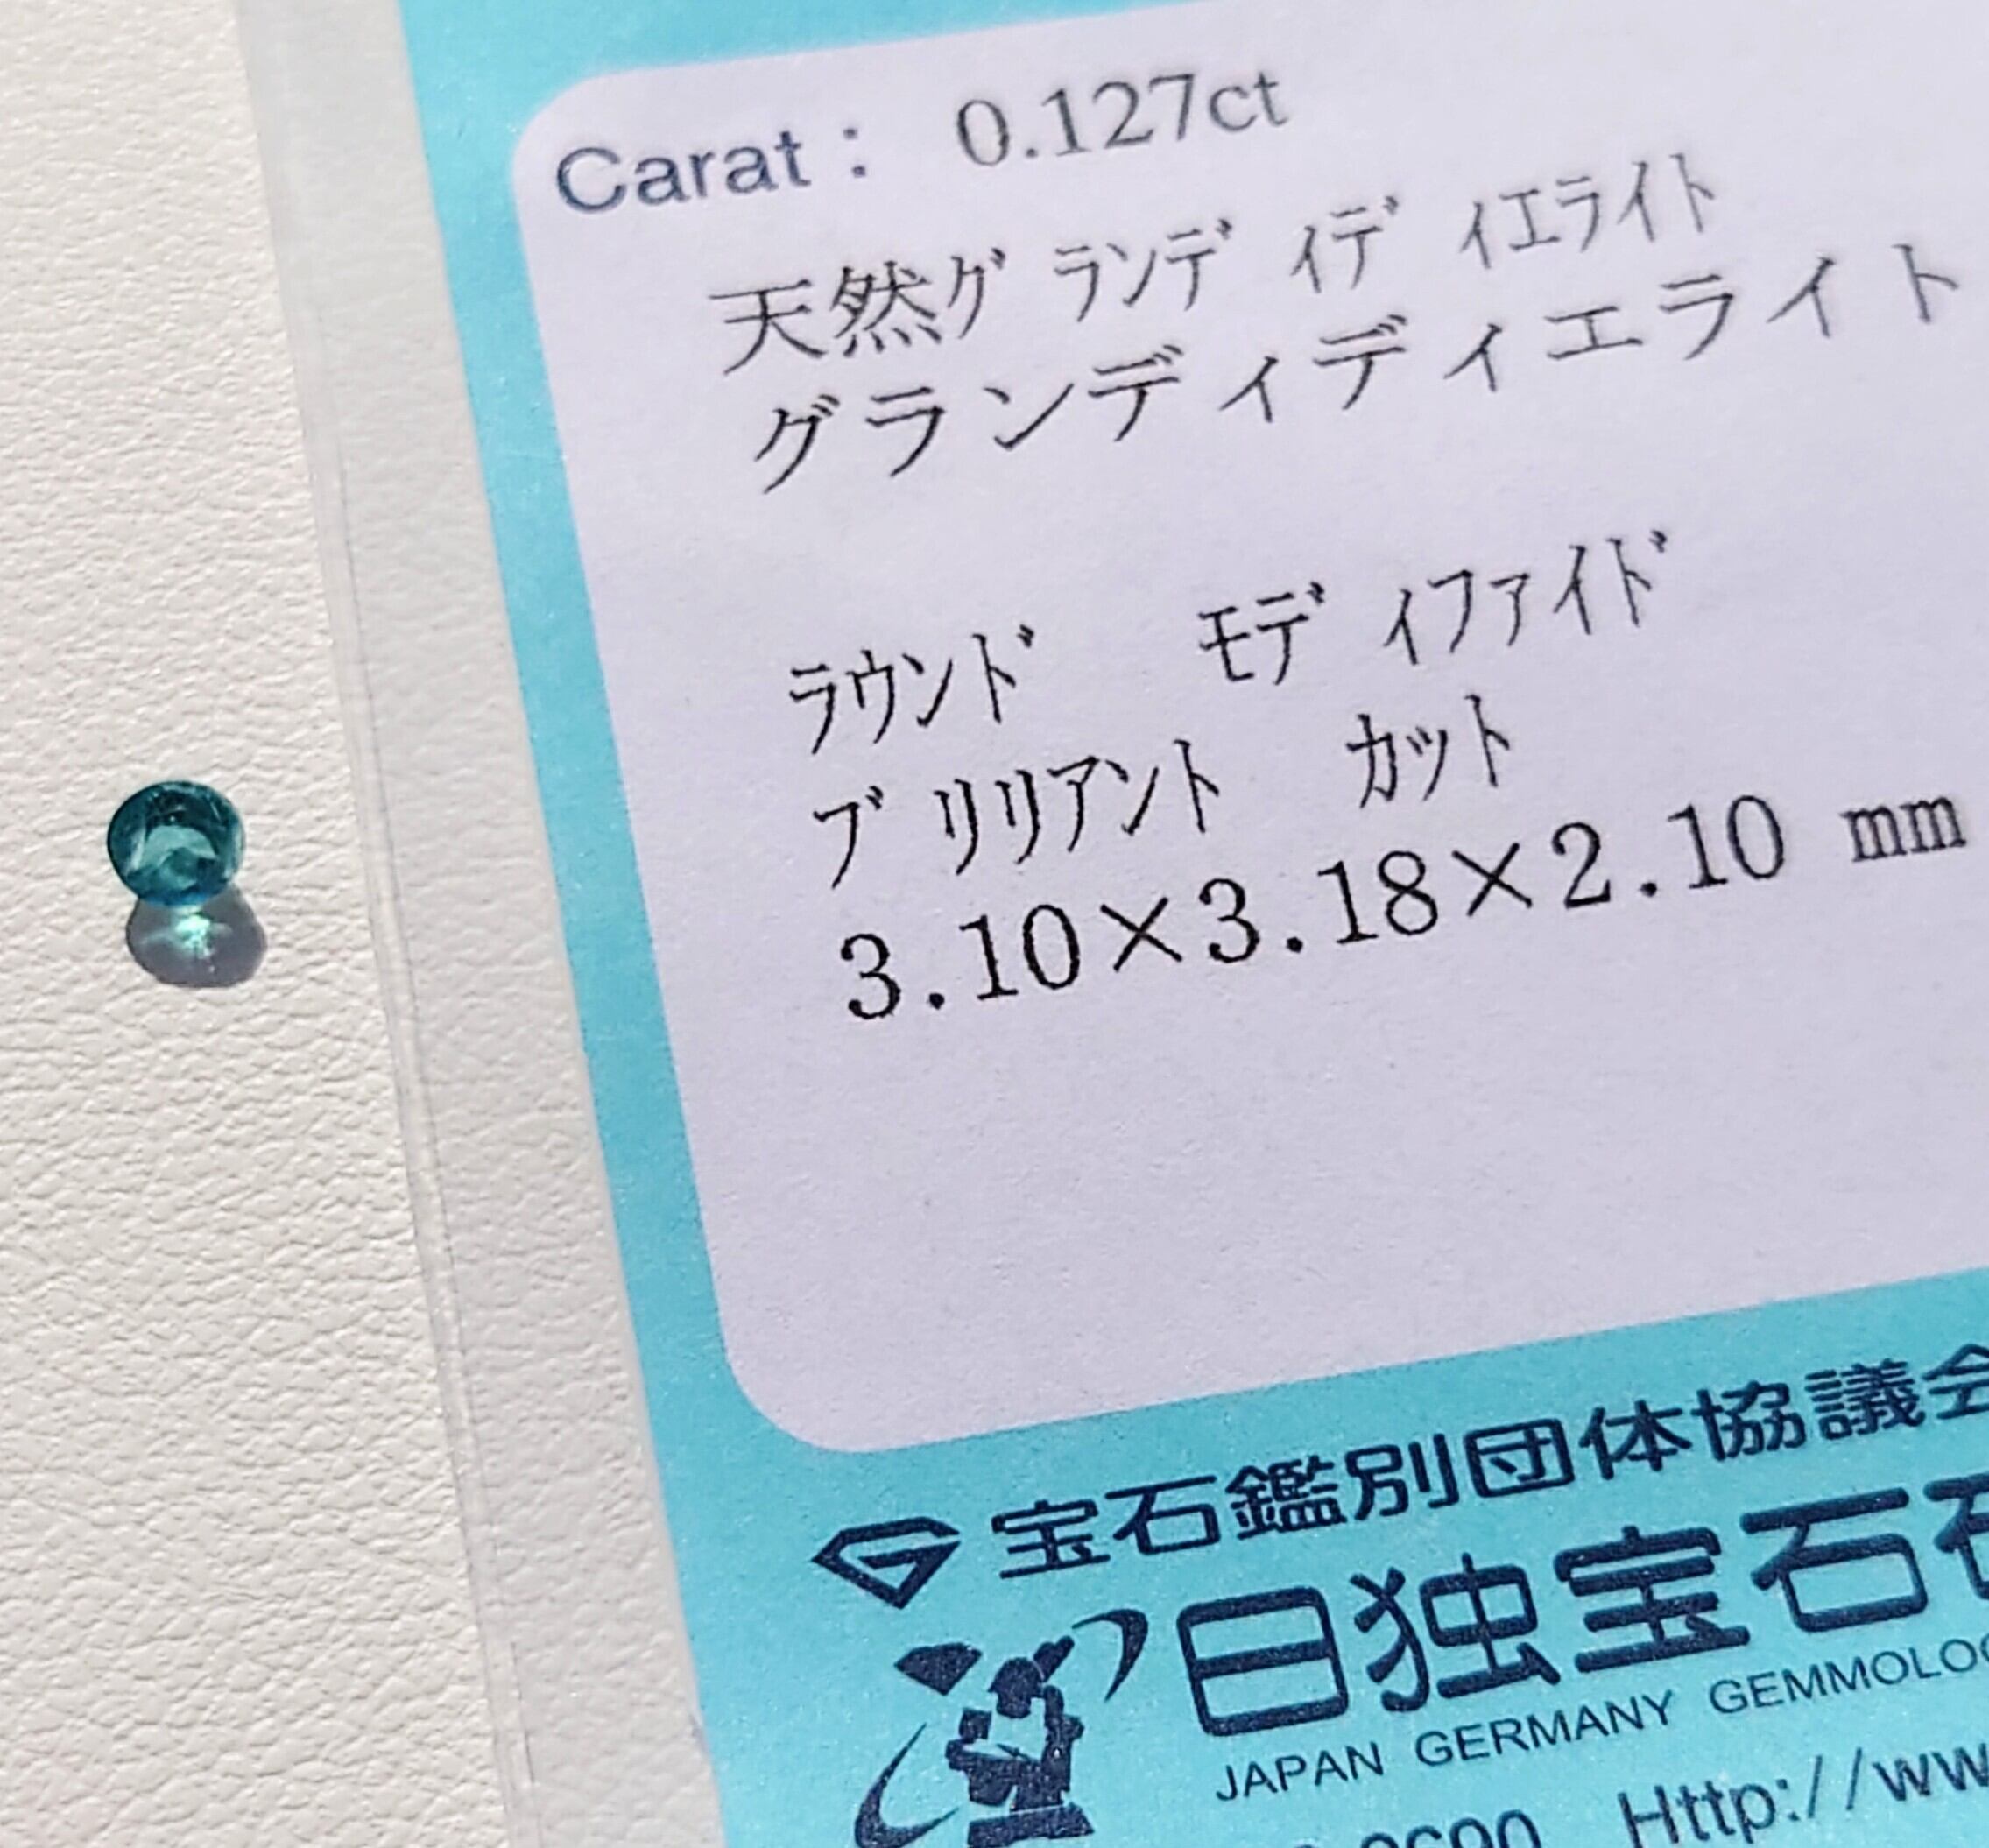 Carat : 0.127ct
天然グランディディエライト
グランディディエライト
ラウンド モディファイド
ブリリアント カット
3.10×3.18×2.10 mm
宝石鑑別団体協議会
日独宝石
JAPAN GERMANY
Http://ww